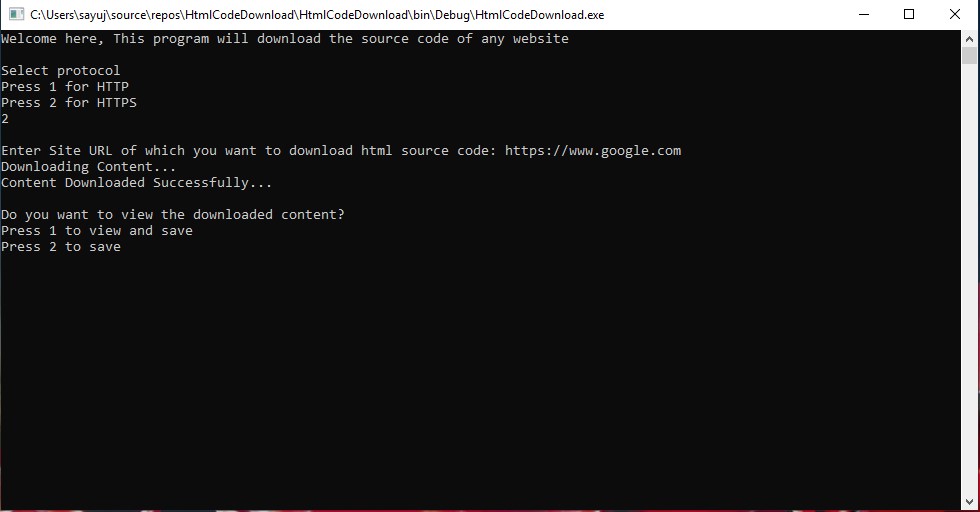 C:\Users\sayuj\source\repos\HtmlCodeDownload\HtmlCodeDownload\bin\Debug\HtmlCodeDownload.exe
Welcome here, This program will download the source code of any website
Select protocol
Press 1 for HTTP
Press 2 for HTTPS
2
Enter Site URL of which you want to download html source code: https://www.google.com
Downloading Content...
Content Downloaded Successfully...
Do you want to view the downloaded content?
Press 1 to view and save
Press 2 to save